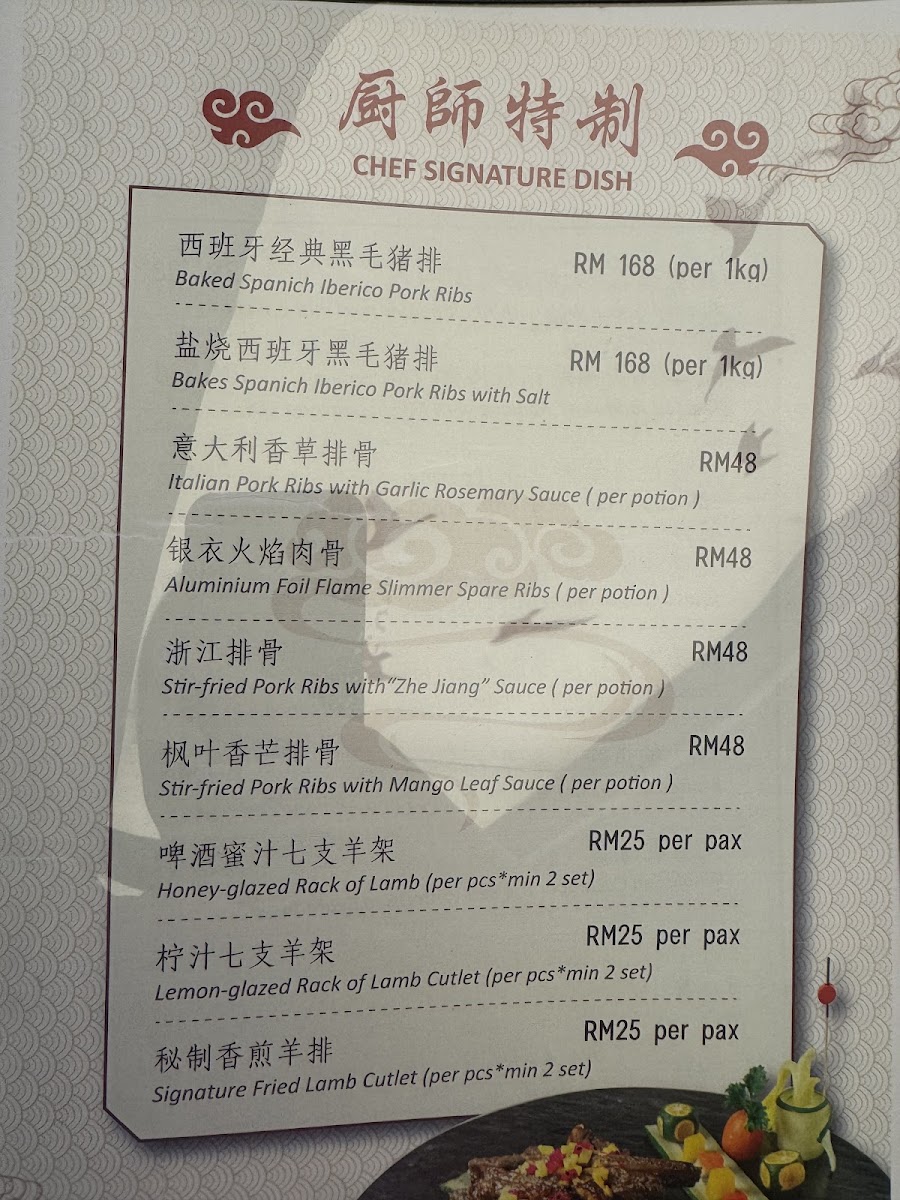 厨師特制
CHEF SIGNATURE DISH
西班牙经典黑毛猪排 RM 168 (per 1kg)
Baked Spanich Iberico Pork Ribs
盐烧西班牙黑毛猪排 RM 168 (per 1kg)
Bakes Spanich Iberico Pork Ribs with Salt
意大利香草排骨 RM48
Italian Pork Ribs with Garlic Rosemary Sauce ( per potion )
银衣火焰肉骨 RM48
Aluminium Foil Flame Slimmer Spare Ribs ( per potion )
浙江排骨 RM48
Stir-fried Pork Ribs with“Zhe Jiang” Sauce ( per potion )
枫叶香芒排骨 RM48
Stir-fried Pork Ribs with Mango Leaf Sauce ( per potion )
啤酒蜜汁七支羊架 RM25 per pax
Honey-glazed Rack of Lamb (per pcs*min 2 set)
柠汁七支羊架 RM25 per pax
Lemon-glazed Rack of Lamb Cutlet (per pcs*min 2 set)
秘制香煎羊排 RM25 per pax
Signature Fried Lamb Cutlet (per pcs*min 2 set)